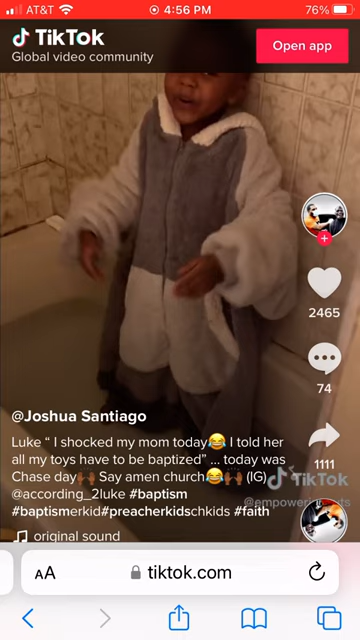 AT&T 4:56 PM 76%
TikTok
Global video community
Open app
2465
74
1111
@Joshua Santiago
Luke “ I shocked my mom today😂 I told her
all my toys have to be baptized” ... today was
Chase day🙌🏾 Say amen church😂🙌🏾 (IG)
@according_2luke #baptism
#baptismerkid#preacherkidschkids #faith
TikTok
original sound
AA tiktok.com